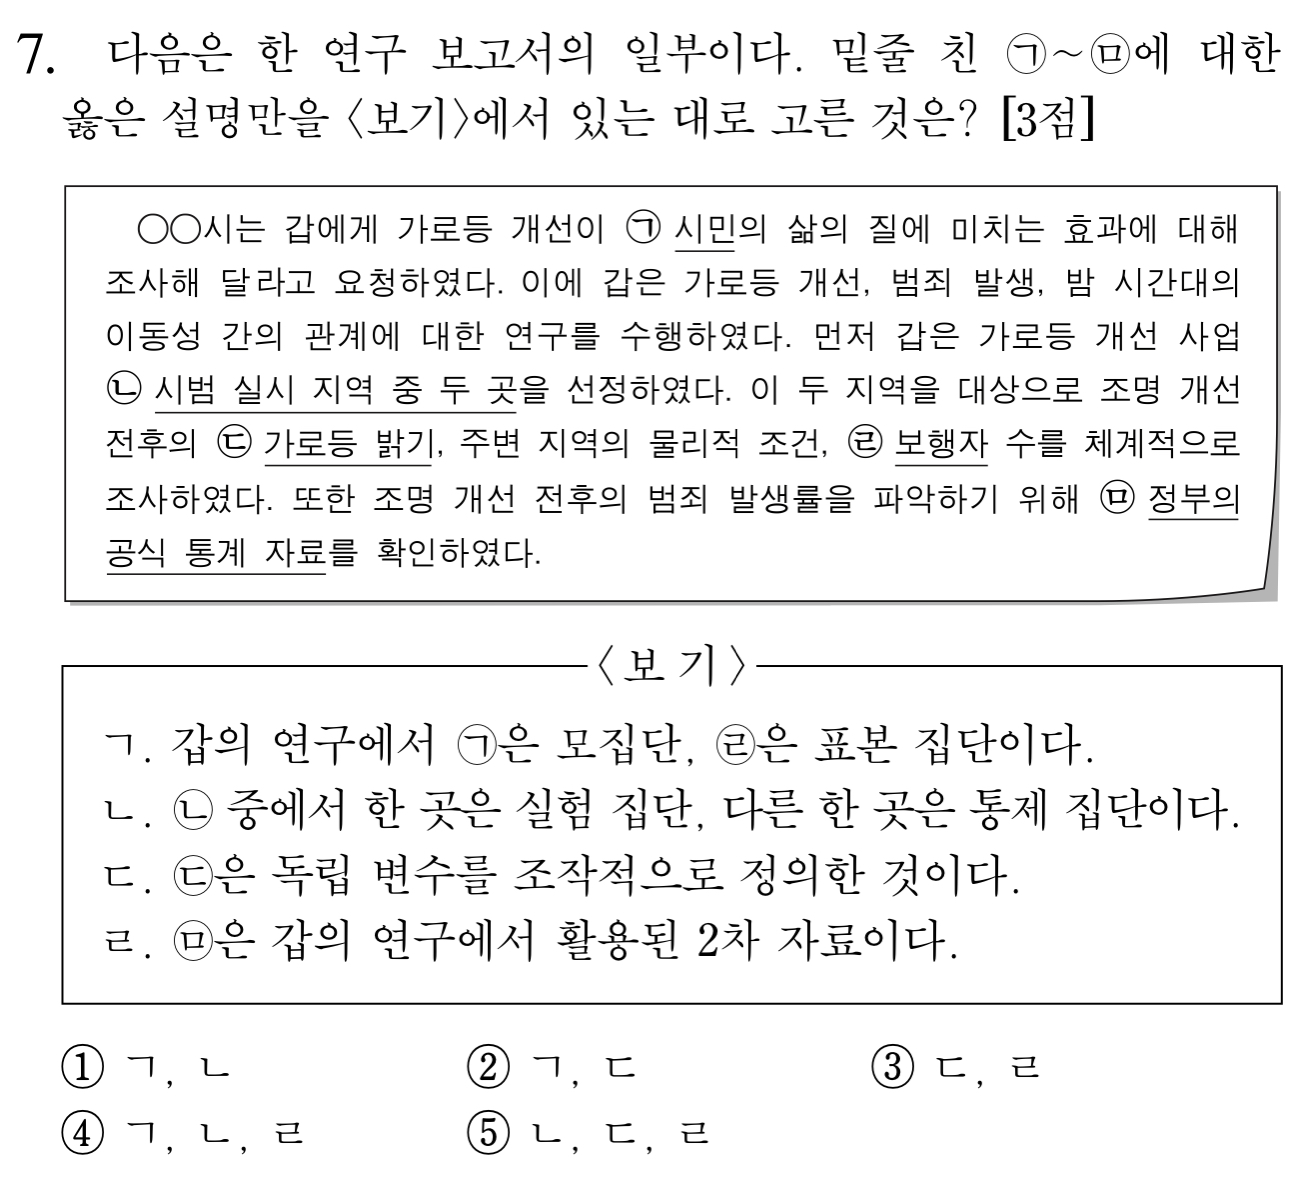 7. 다음은 한 연구 보고서의 일부이다. 밑줄 친 ㉠~㉤에 대한
옳은 설명만을 〈보기〉에서 있는 대로 고른 것은? [3점]
○○시는 갑에게 가로등 개선이 ㉠ 시민의 삶의 질에 미치는 효과에 대해
조사해 달라고 요청하였다. 이에 갑은 가로등 개선, 범죄 발생, 밤 시간대의
이동성 간의 관계에 대한 연구를 수행하였다. 먼저 갑은 가로등 개선 사업
㉡ 시범 실시 지역 중 두 곳을 선정하였다. 이 두 지역을 대상으로 조명 개선
전후의 ㉢ 가로등 밝기, 주변 지역의 물리적 조건, ㉣ 보행자 수를 체계적으로
조사하였다. 또한 조명 개선 전후의 범죄 발생률을 파악하기 위해 ㉤ 정부의
공식 통계 자료를 확인하였다.
〈보기〉
ㄱ. 갑의 연구에서 ㉠은 모집단, ㉣은 표본 집단이다.
ㄴ. ㉡ 중에서 한 곳은 실험 집단, 다른 한 곳은 통제 집단이다.
ㄷ. ㉢은 독립 변수를 조작적으로 정의한 것이다.
ㄹ. ㉤은 갑의 연구에서 활용된 2차 자료이다.
① ㄱ, ㄴ ② ㄱ, ㄷ ③ ㄷ, ㄹ
④ ㄱ, ㄴ, ㄹ ⑤ ㄴ, ㄷ, ㄹ